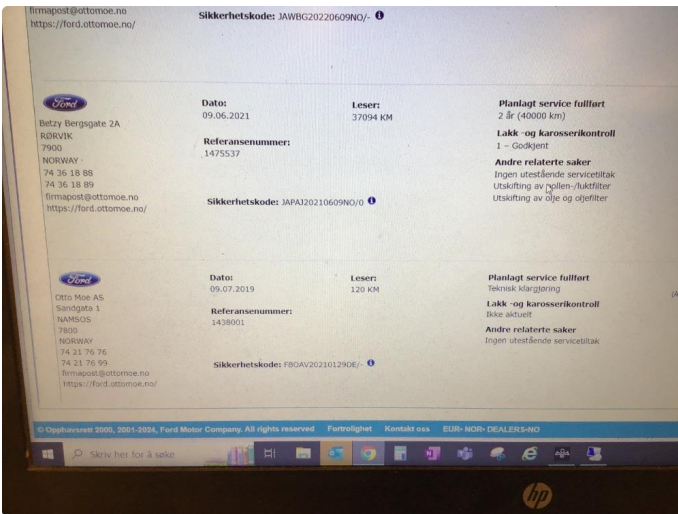 firmapost@ottomoe.no
https://ford.ottomoe.no/
Sikkerhetskode: JAWBG20220609NO/-
Ford
Betzy Bergsgate 2A
RØRVIK
7900
NORWAY
74 36 18 88
74 36 18 89
firmapost@ottomoe.no
https://ford.ottomoe.no/
Dato:
09.06.2021
Leser:
37094 KM
Referansenummer:
1475537
Sikkerhetskode: JAPAJ20210609NO/0
Planlagt service fullført
2 år (40000 km)
Lakk -og karosserikontroll
1 - Godkjent
Andre relaterte saker
Ingen utestående servicetiltak
Utskifting av pollen-/luktfilter
Utskifting av olje og oljefilter
Ford
Otto Moe AS
Sandgata 1
NAMSOS
7800
NORWAY
74 21 76 76
74 21 76 99
firmapost@ottomoe.no
https://ford.ottomoe.no/
Dato:
09.07.2019
Leser:
120 KM
Referansenummer:
1438001
Sikkerhetskode: FBOAV20210129DE/-
Planlagt service fullført
Teknisk klargjøring
Lakk -og karosserikontroll
Ikke aktuelt
Andre relaterte saker
Ingen utestående servicetiltak
© Opphavsrett 2000, 2001-2024, Ford Motor Company. All rights reserved Fortrolighet Kontakt oss EUR- NOR- DEALERS-NO
Skriv her for å søke
hp